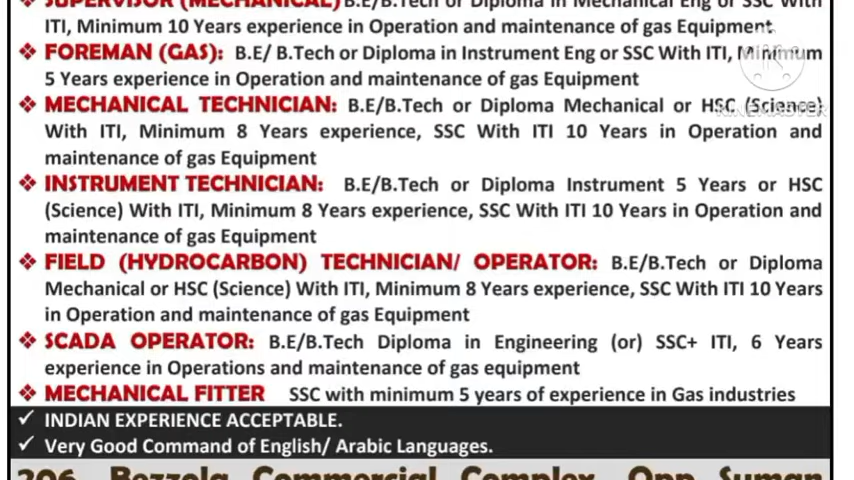 ❖ SUPERVISOR (MECHANICAL) B.E/B.Tech or Diploma in Mechanical Eng or SSC With
ITI, Minimum 10 Years experience in Operation and maintenance of gas Equipment
❖ FOREMAN (GAS): B.E/ B.Tech or Diploma in Instrument Eng or SSC With ITI, Minimum
5 Years experience in Operation and maintenance of gas Equipment
❖ MECHANICAL TECHNICIAN: B.E/B.Tech or Diploma Mechanical or HSC (Science)
KINEMASTER
With ITI, Minimum 8 Years experience, SSC With ITI 10 Years in Operation and
maintenance of gas Equipment
❖ INSTRUMENT TECHNICIAN: B.E/B.Tech or Diploma Instrument 5 Years or HSC
(Science) With ITI, Minimum 8 Years experience, SSC With ITI 10 Years in Operation and
maintenance of gas Equipment
❖ FIELD (HYDROCARBON) TECHNICIAN/ OPERATOR: B.E/B.Tech or Diploma
Mechanical or HSC (Science) With ITI, Minimum 8 Years experience, SSC With ITI 10 Years
in Operation and maintenance of gas Equipment
❖ SCADA OPERATOR: B.E/B.Tech Diploma in Engineering (or) SSC+ ITI, 6 Years
experience in Operations and maintenance of gas equipment
❖ MECHANICAL FITTER SSC with minimum 5 years of experience in Gas industries
✓ INDIAN EXPERIENCE ACCEPTABLE.
✓ Very Good Command of English/ Arabic Languages.
206, Bezzola Commercial Complex, Opp Suman